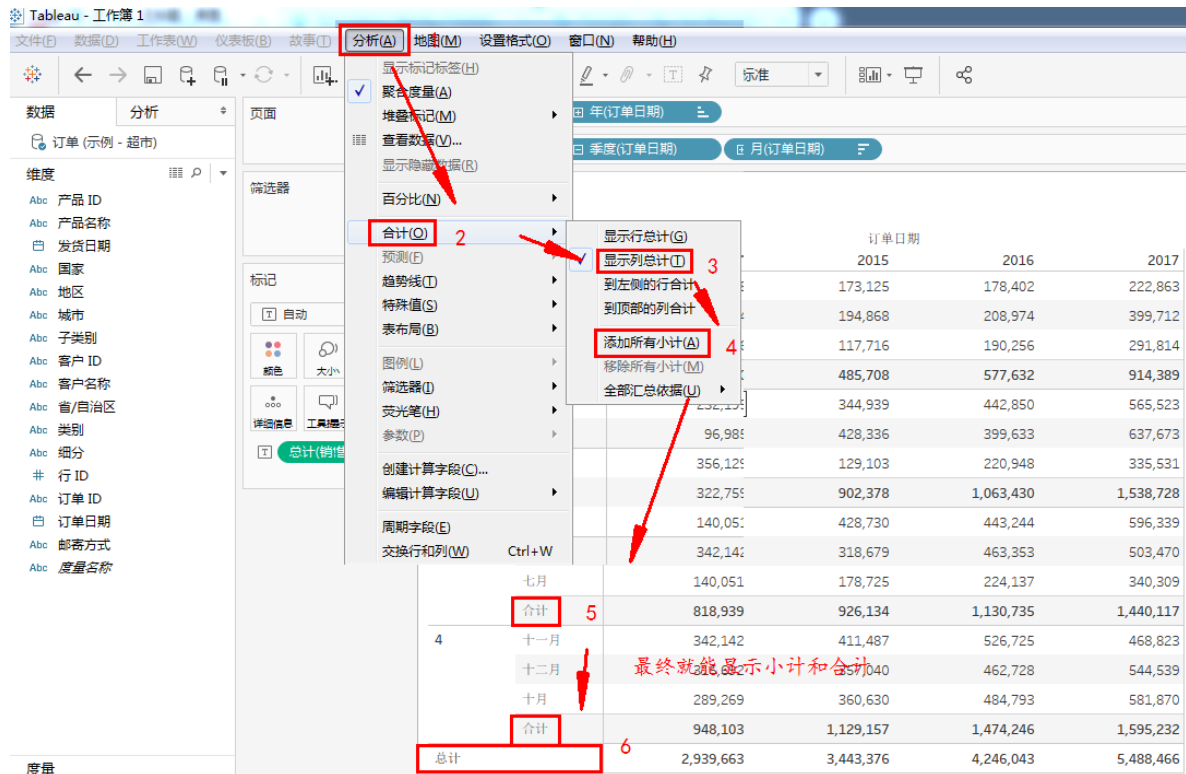 Tableau - 工作簿 1
文件(F) 数据(D) 工作表(W) 仪表板(B) 故事(T) 分析(A) 地图(M) 设置格式(O) 窗口(N) 帮助(H)
标准
数据 分析
订单 (示例 - 超市)
维度
Abc 产品 ID
Abc 产品名称
发货日期
Abc 国家
Abc 地区
Abc 城市
Abc 子类别
Abc 客户 ID
Abc 客户名称
Abc 省/自治区
Abc 类别
Abc 细分
# 行 ID
Abc 订单 ID
订单日期
Abc 邮寄方式
Abc 度量名称
度量
页面
筛选器
标记
T 自动
颜色 大小
详细信息
T 总计(销售
1
显示标记标签(H)
聚合度量(A)
堆叠标记(M)
查看数据(V)...
显示隐藏数据(R)
百分比(N)
合计(O) 2
预测(F)
趋势线(T)
特殊值(S)
表布局(B)
图例(L)
筛选器(I)
荧光笔(H)
参数(P)
创建计算字段(C)...
编辑计算字段(U)
周期字段(E)
交换行和列(W) Ctrl+W
显示行总计(G)
显示列总计(T) 3
到左侧的行合计
到顶部的列合计
添加所有小计(A) 4
移除所有小计(M)
全部汇总依据(U)
年(订单日期)
季度(订单日期) 月(订单日期)
订单日期
2015 2016 2017
173,125 178,402 222,863
194,868 208,974 399,712
117,716 190,256 291,814
485,708 577,632 914,389
344,939 442,850 565,523
96,985 428,336 399,633 637,673
356,129 129,103 220,948 335,531
322,759 902,378 1,063,430 1,538,728
140,051 428,730 443,244 596,339
342,142 318,679 463,353 503,470
七月 140,051 178,725 224,137 340,309
合计 5 818,939 926,134 1,130,735 1,440,117
4 十一月 342,142 411,487 526,725 468,823
十二月 357,040 462,728 544,539
最终就能显示小计和合计
十月 289,269 360,630 484,793 581,870
合计 948,103 1,129,157 1,474,246 1,595,232
总计 6 2,939,663 3,443,376 4,246,043 5,488,466